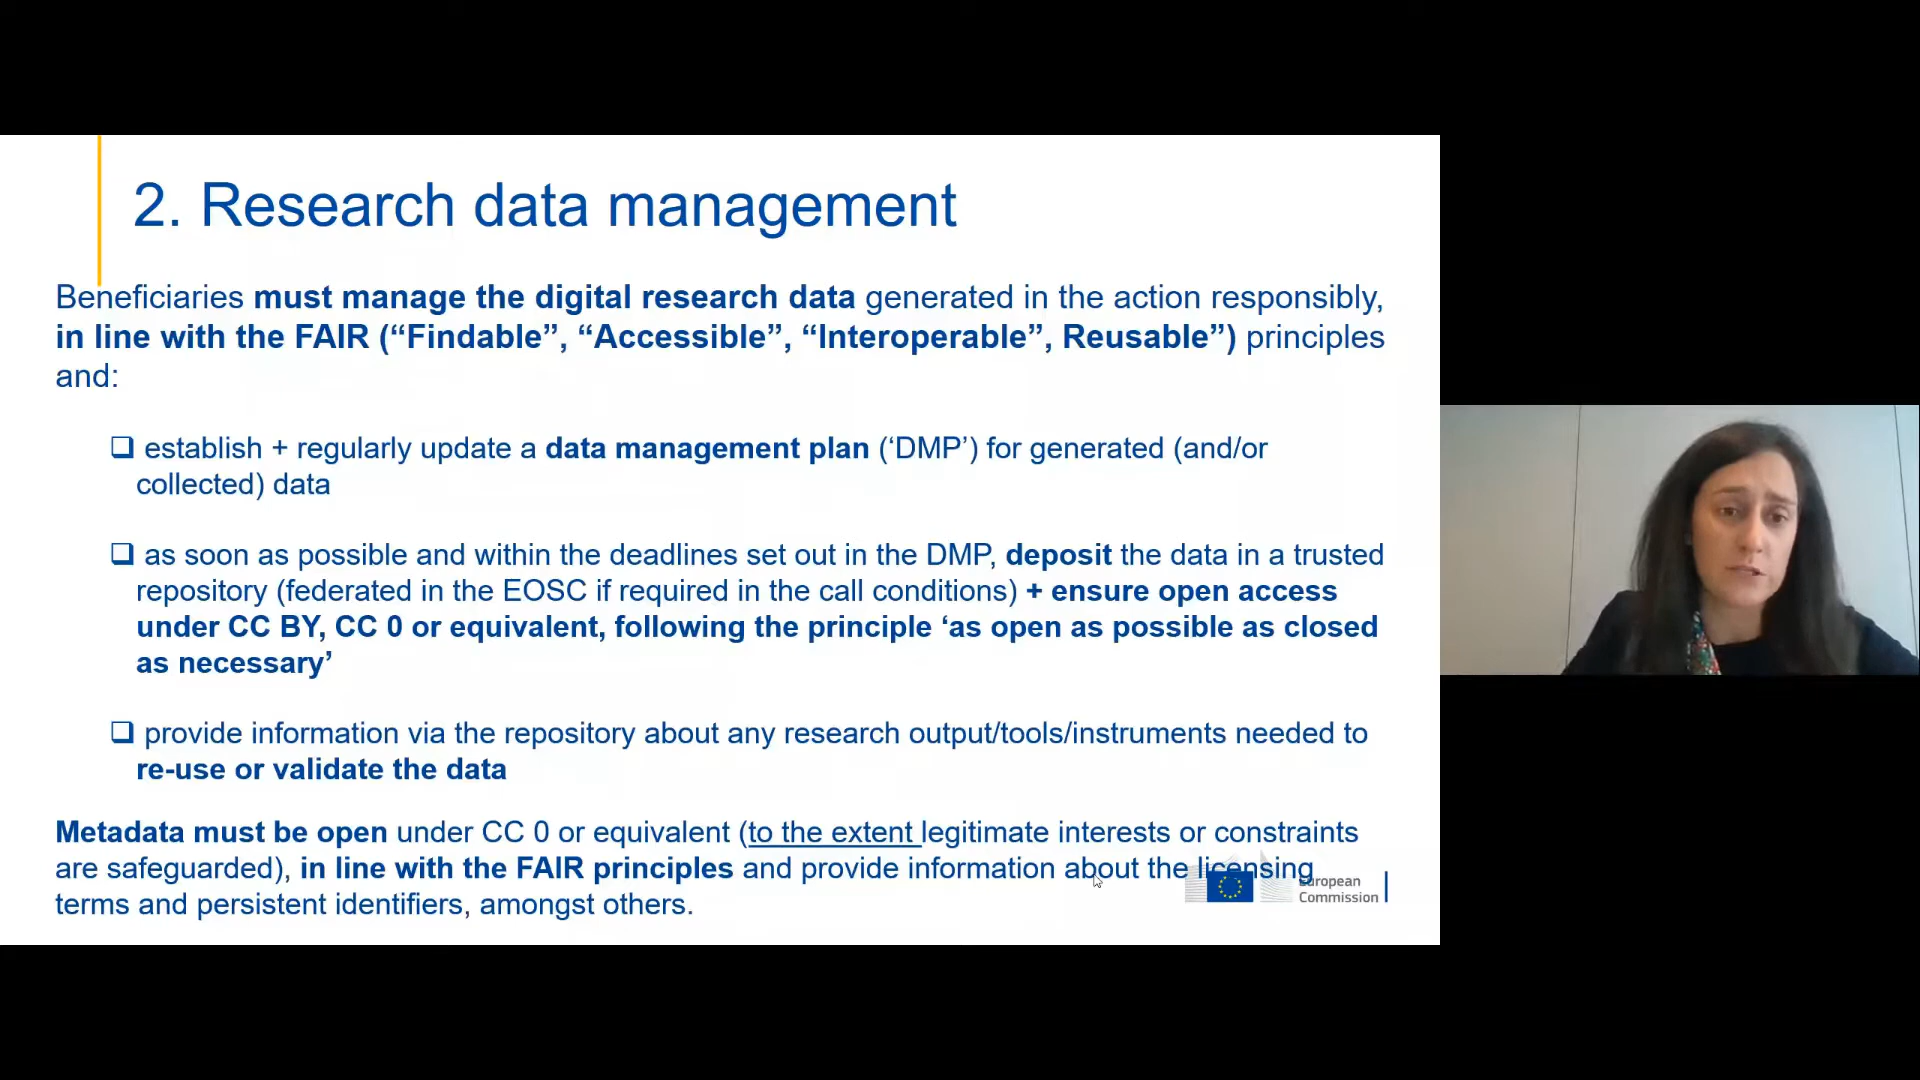 2. Research data management
Beneficiaries must manage the digital research data generated in the action responsibly,
in line with the FAIR (“Findable”, “Accessible”, “Interoperable”, Reusable”) principles
and:
❑ establish + regularly update a data management plan (‘DMP’) for generated (and/or
collected) data
❑ as soon as possible and within the deadlines set out in the DMP, deposit the data in a trusted
repository (federated in the EOSC if required in the call conditions) + ensure open access
under CC BY, CC 0 or equivalent, following the principle ‘as open as possible as closed
as necessary’
❑ provide information via the repository about any research output/tools/instruments needed to
re-use or validate the data
Metadata must be open under CC 0 or equivalent (to the extent legitimate interests or constraints
are safeguarded), in line with the FAIR principles and provide information about the licensing
terms and persistent identifiers, amongst others.
European
Commission